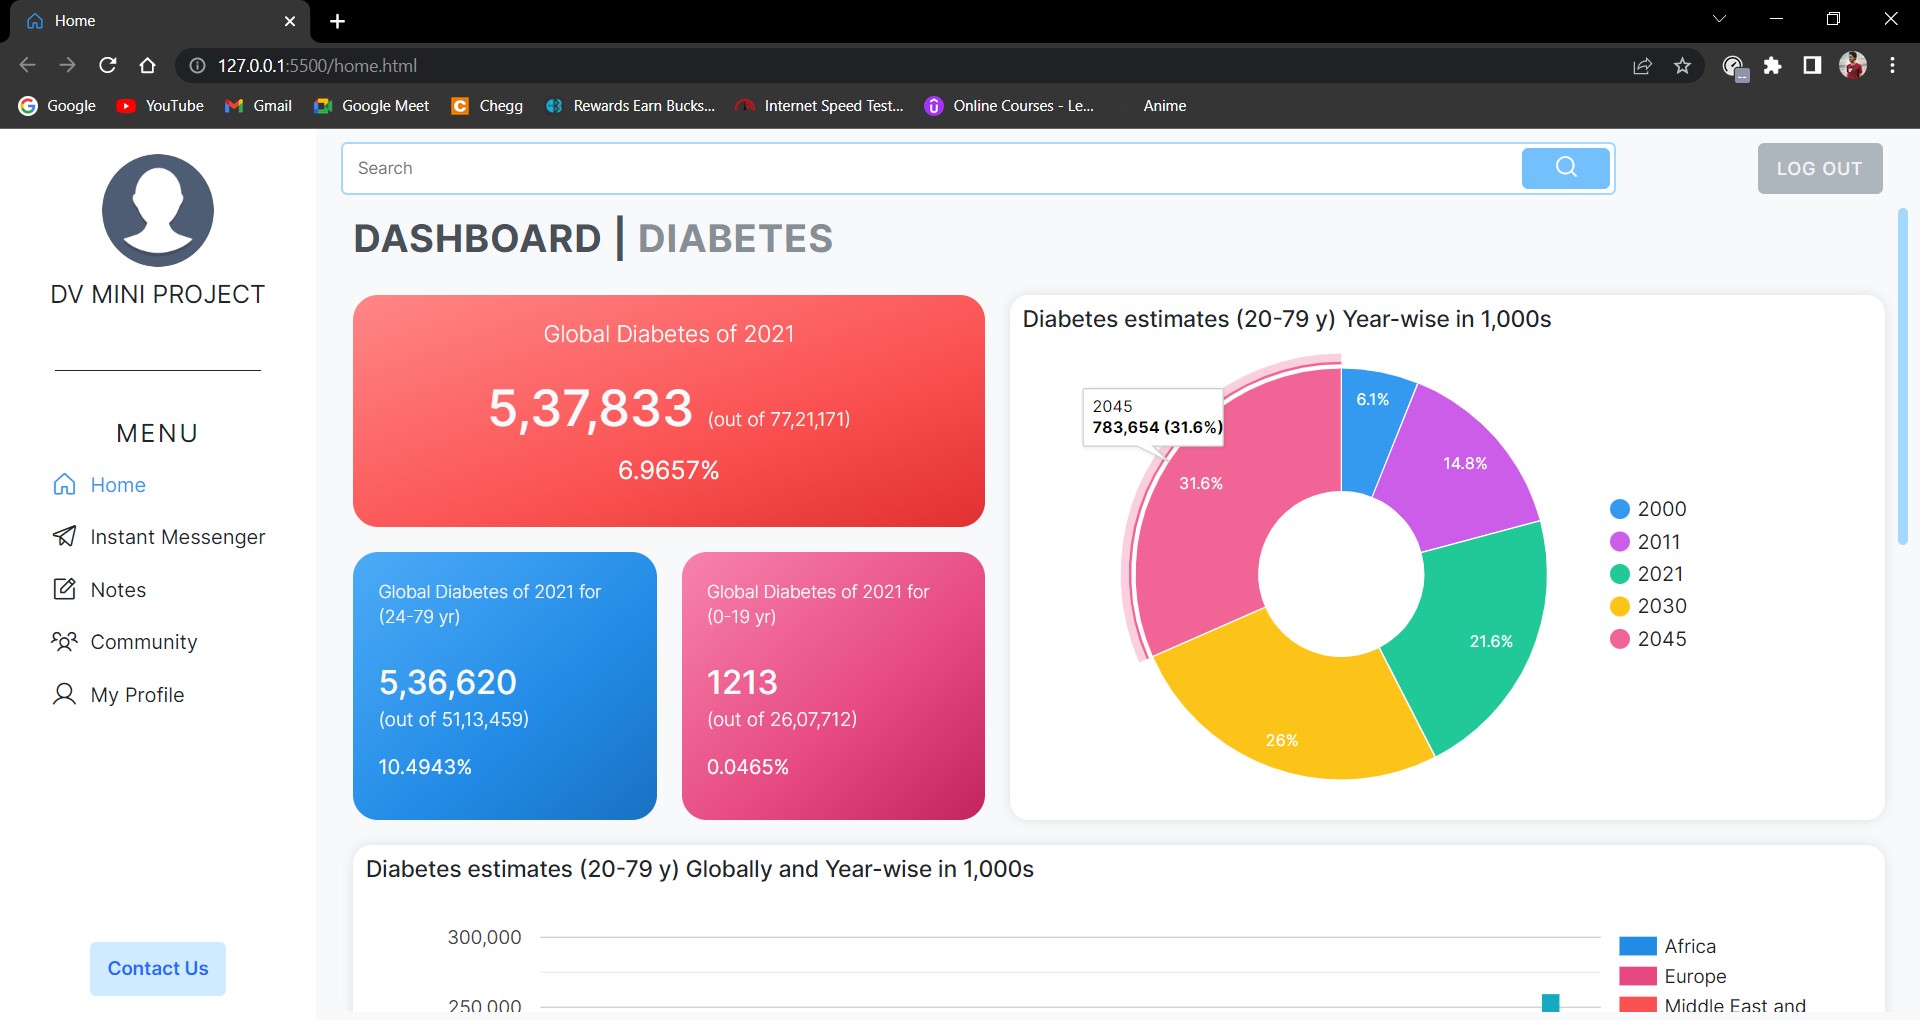 Home
127.0.0.1:5500/home.html
Google YouTube Gmail Google Meet Chegg Rewards Earn Bucks... Internet Speed Test... Online Courses - Le... Anime
DV MINI PROJECT
MENU
Home
Instant Messenger
Notes
Community
My Profile
Contact Us
Search
LOG OUT
DASHBOARD | DIABETES
Global Diabetes of 2021
5,37,833 (out of 77,21,171)
6.9657%
Global Diabetes of 2021 for
(24-79 yr)
5,36,620
(out of 51,13,459)
10.4943%
Global Diabetes of 2021 for
(0-19 yr)
1213
(out of 26,07,712)
0.0465%
Diabetes estimates (20-79 y) Year-wise in 1,000s
2045
783,654 (31.6%)
6.1%
14.8%
31.6%
21.6%
26%
2000
2011
2021
2030
2045
Diabetes estimates (20-79 y) Globally and Year-wise in 1,000s
300,000
250,000
Africa
Europe
Middle East and